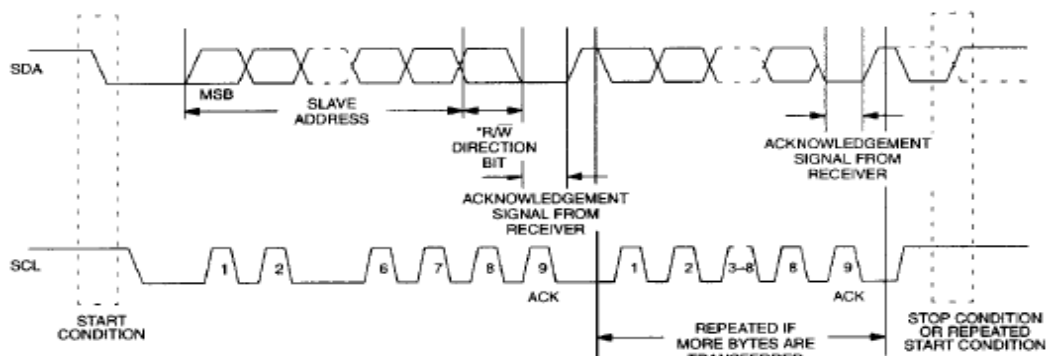 SDA
MSB
SLAVE
ADDRESS
*R/W
DIRECTION
BIT
ACKNOWLEDGEMENT
SIGNAL FROM
RECEIVER
ACKNOWLEDGEMENT
SIGNAL FROM
RECEIVER
SCL
1 2 6 7 8 9 1 2 3–8 8 9
ACK
ACK
START
CONDITION
REPEATED IF
MORE BYTES ARE
TRANSFERRED
STOP CONDITION
OR REPEATED
START CONDITION